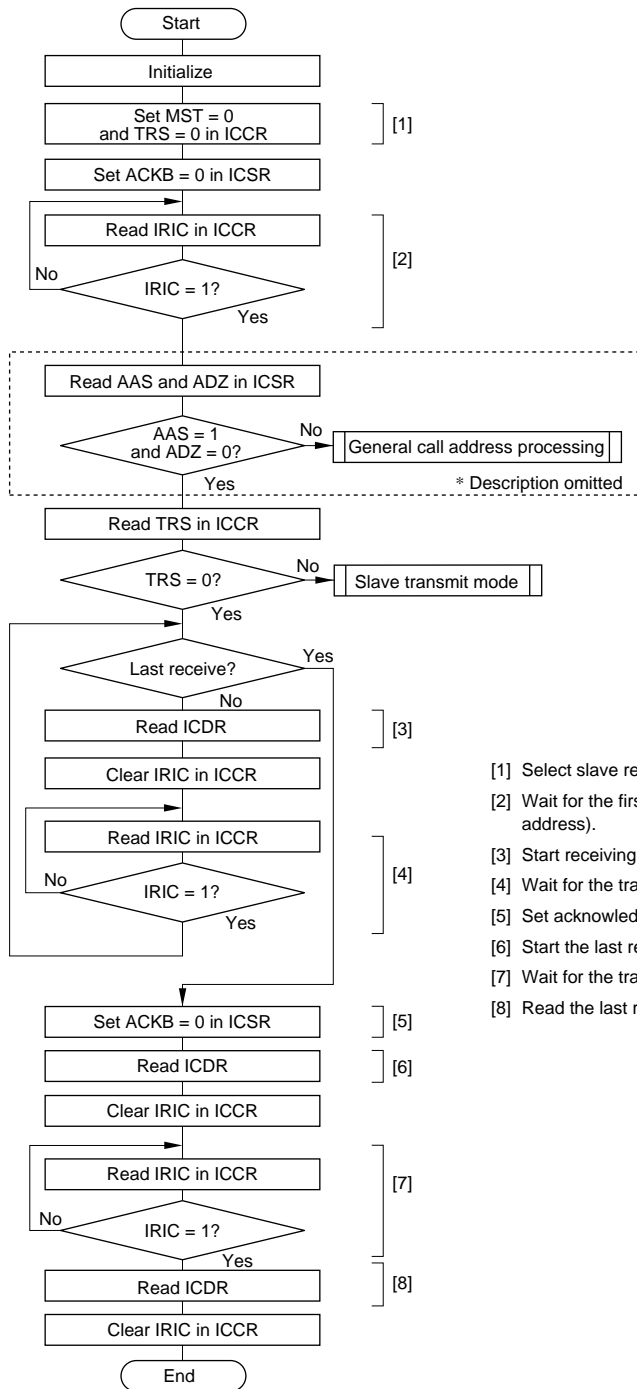 Start
Initialize
Set MST = 0
and TRS = 0 in ICCR
[1]
Set ACKB = 0 in ICSR
Read IRIC in ICCR
[2]
No
IRIC = 1?
Yes
Read AAS and ADZ in ICSR
AAS = 1
and ADZ = 0?
No
General call address processing
Yes
* Description omitted
Read TRS in ICCR
TRS = 0?
No
Slave transmit mode
Yes
Last receive?
Yes
No
Read ICDR
[3]
Clear IRIC in ICCR
Read IRIC in ICCR
[4]
No
IRIC = 1?
Yes
Set ACKB = 0 in ICSR
[5]
Read ICDR
[6]
Clear IRIC in ICCR
Read IRIC in ICCR
[7]
No
IRIC = 1?
Yes
Read ICDR
[8]
Clear IRIC in ICCR
End
[1] Select slave re
[2] Wait for the firs
address).
[3] Start receiving
[4] Wait for the tra
[5] Set acknowled
[6] Start the last re
[7] Wait for the tra
[8] Read the last r